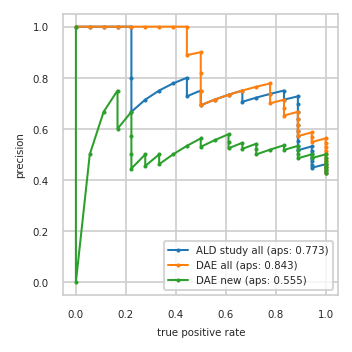 1.0
0.8
0.6
0.4
0.2
0.0
precision
0.0 0.2 0.4 0.6 0.8 1.0
true positive rate
ALD study all (aps: 0.773)
DAE all (aps: 0.843)
DAE new (aps: 0.555)